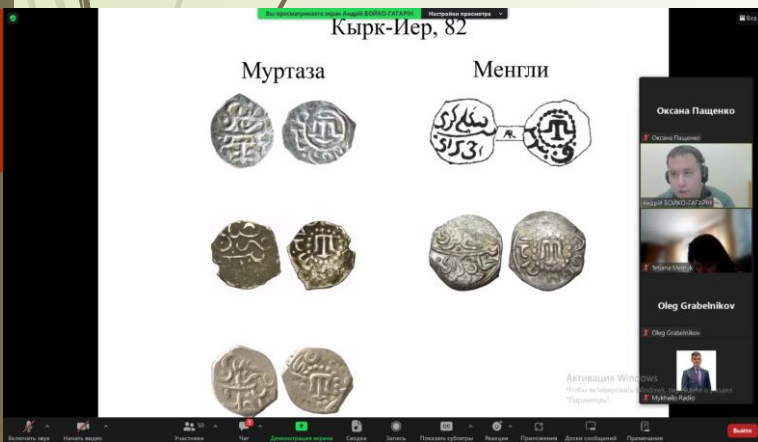 Вы просматриваете экран Андрій БОЙКО-ГАГАРІН
Настройки просмотра
Вид
Кырк-Иер, 82
Муртаза
Менгли
Оксана Пащенко
Оксана Пащенко
Андрій БОЙКО-ГАГАРІН
Tetiana
Oleg Grabelnikov
Oleg Grabelnikov
Mykhailo Radio
Активация Windows
Чтобы активировать Windows, перейдите в раздел
"Параметры".
Включить звук
Начать видео
Участники
50
Чат
Демонстрация экрана
Сводка
Запись
Показать субтитры
Реакции
Приложения
Доски сообщений
Примечания
Выйти